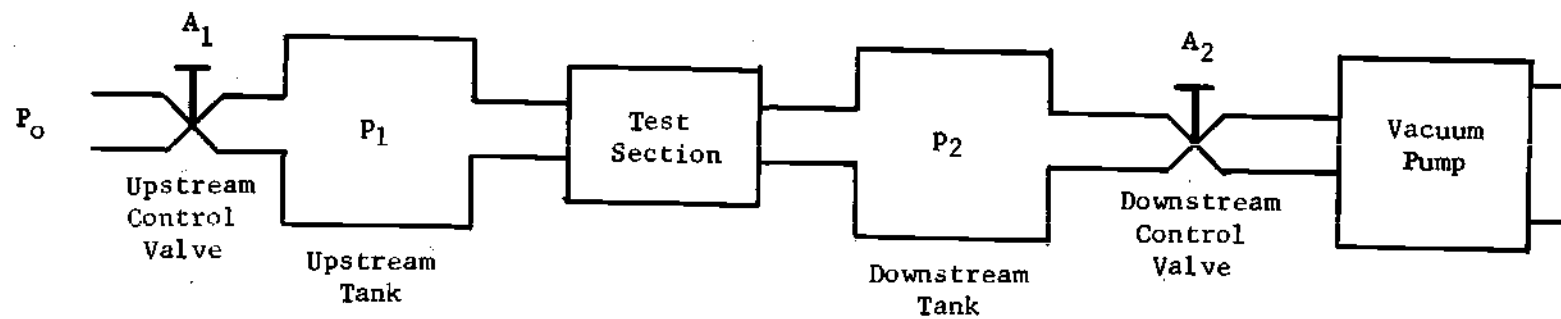 A1
A2
Po
P1
Test
Section
P2
Vacuum
Pump
Upstream
Control
Valve
Upstream
Tank
Downstream
Tank
Downstream
Control
Valve